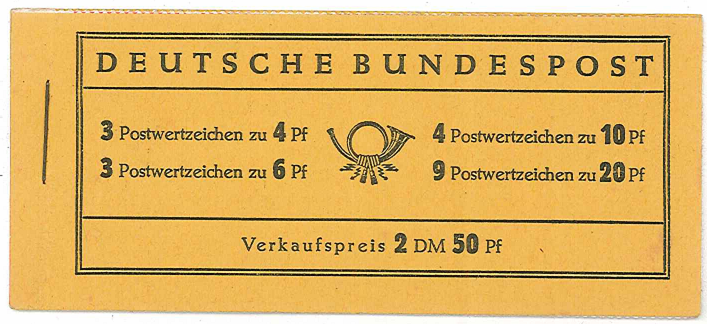 DEUTSCHE BUNDESPOST
3 Postwertzeichen zu 4 Pf
3 Postwertzeichen zu 6 Pf
4 Postwertzeichen zu 10 Pf
9 Postwertzeichen zu 20 Pf
Verkaufspreis 2 DM 50 Pf